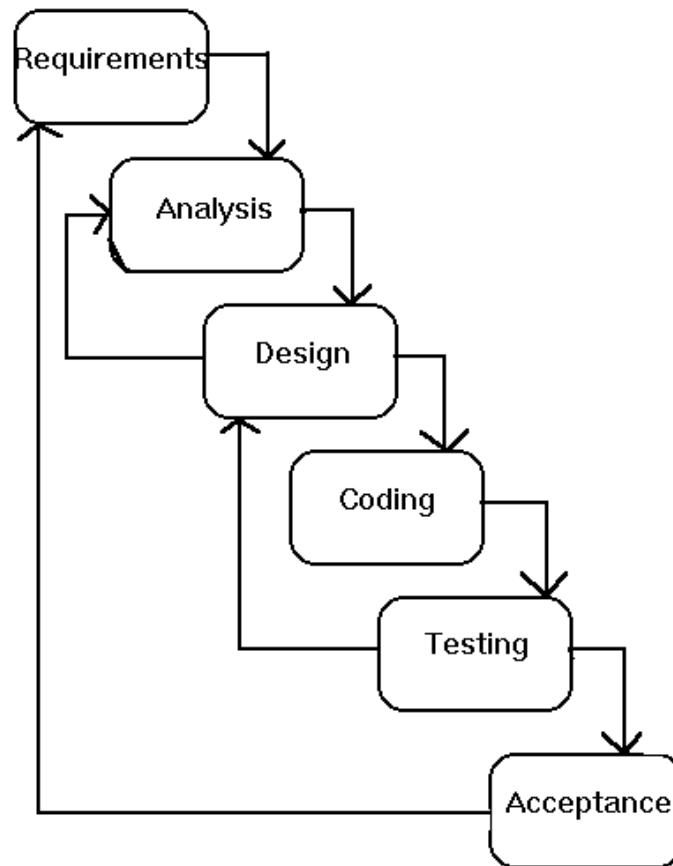 Requirements
Analysis
Design
Coding
Testing
Acceptance